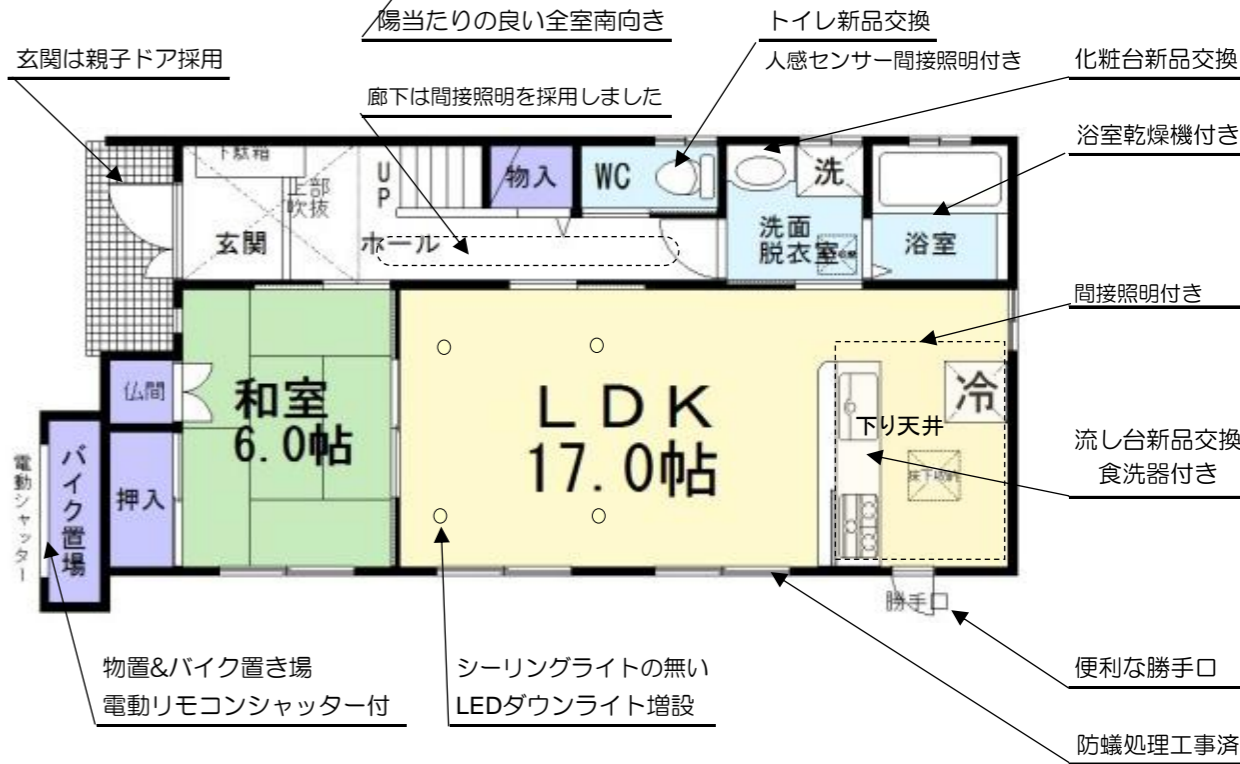 陽当たりの良い全室南向き
トイレ新品交換
人感センサー間接照明付き
玄関は親子ドア採用
化粧台新品交換
廊下は間接照明を採用しました
浴室乾燥機付き
下駄箱
上部
吹抜
UP
物入
WC
洗
洗面
脱衣室
浴室
玄関
ホール
間接照明付き
仏間
和室
6.0帖
LDK
17.0帖
冷
下り天井
床下収納
流し台新品交換
食洗器付き
押入
バイク置場
電動シャッター
勝手口
物置&バイク置き場
電動リモコンシャッター付
シーリングライトの無い
LEDダウンライト増設
便利な勝手口
防蟻処理工事済